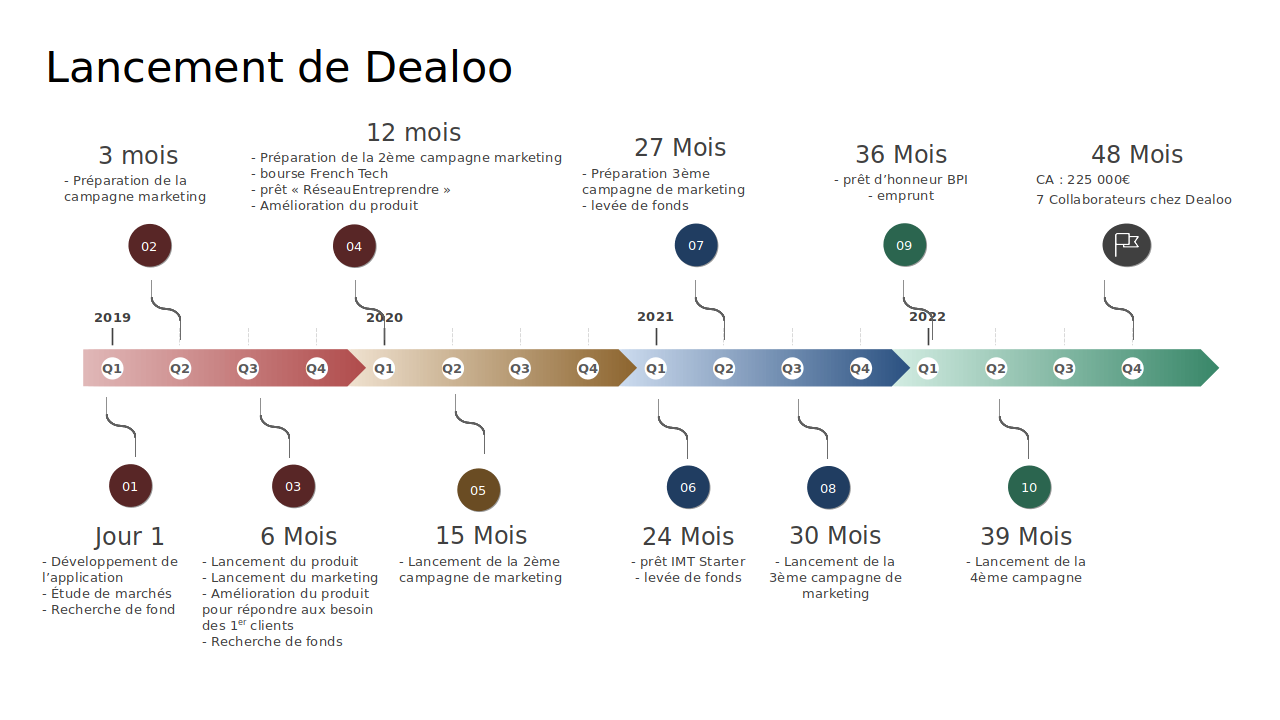 Lancement de Dealoo
3 mois
- Préparation de la
campagne marketing
12 mois
- Préparation de la 2ème campagne marketing
- bourse French Tech
- prêt « RéseauEntreprendre »
- Amélioration du produit
27 Mois
- Préparation 3ème
campagne de marketing
- levée de fonds
36 Mois
- prêt d’honneur BPI
- emprunt
48 Mois
CA : 225 000€
7 Collaborateurs chez Dealoo
02
04
07
09
2019
2020
2021
2022
Q1 Q2 Q3 Q4 Q1 Q2 Q3 Q4 Q1 Q2 Q3 Q4 Q1 Q2 Q3 Q4
01
03
05
06
08
10
Jour 1
- Développement de
l’application
- Étude de marchés
- Recherche de fond
6 Mois
- Lancement du produit
- Lancement du marketing
- Amélioration du produit
pour répondre aux besoin
des 1er clients
- Recherche de fonds
15 Mois
- Lancement de la 2ème
campagne de marketing
24 Mois
- prêt IMT Starter
- levée de fonds
30 Mois
- Lancement de la
3ème campagne de
marketing
39 Mois
- Lancement de la
4ème campagne